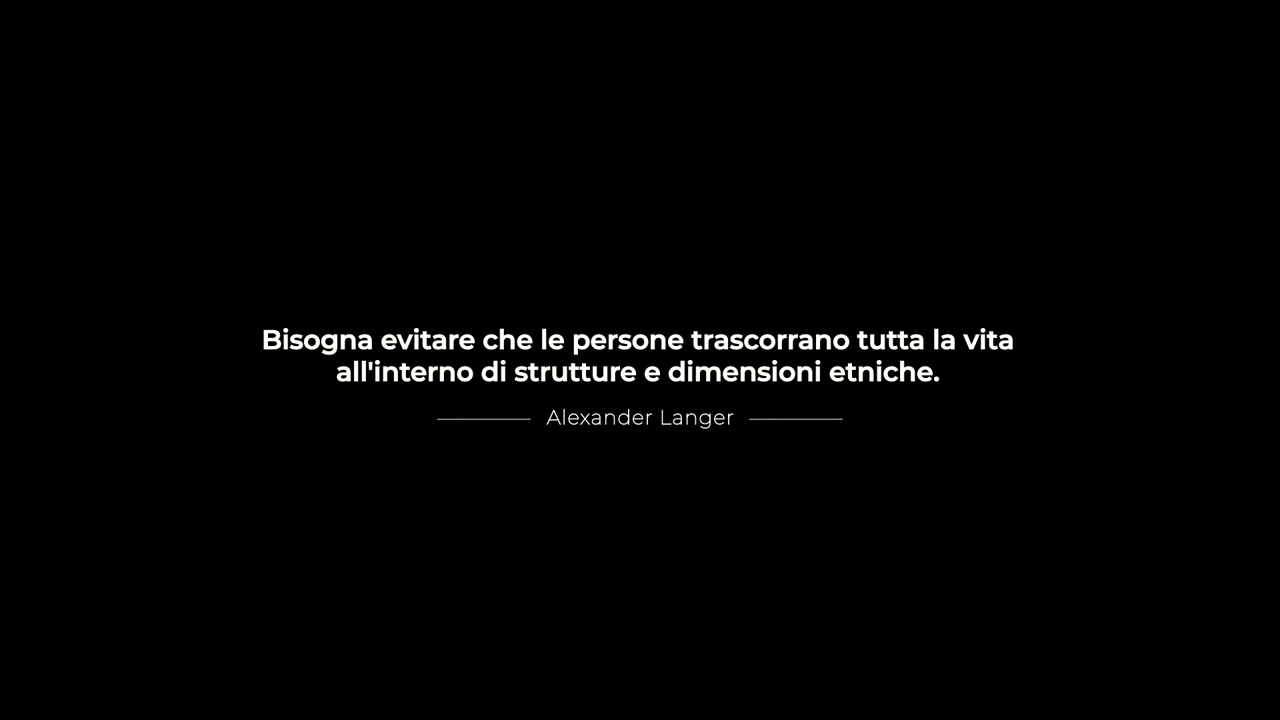 Bisogna evitare che le persone trascorrano tutta la vita
all'interno di strutture e dimensioni etniche.
Alexander Langer